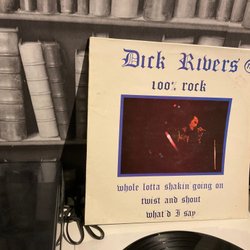 Dick Rivers
100% rock
whole lotta shakin going on
twist and shout
what'd I say